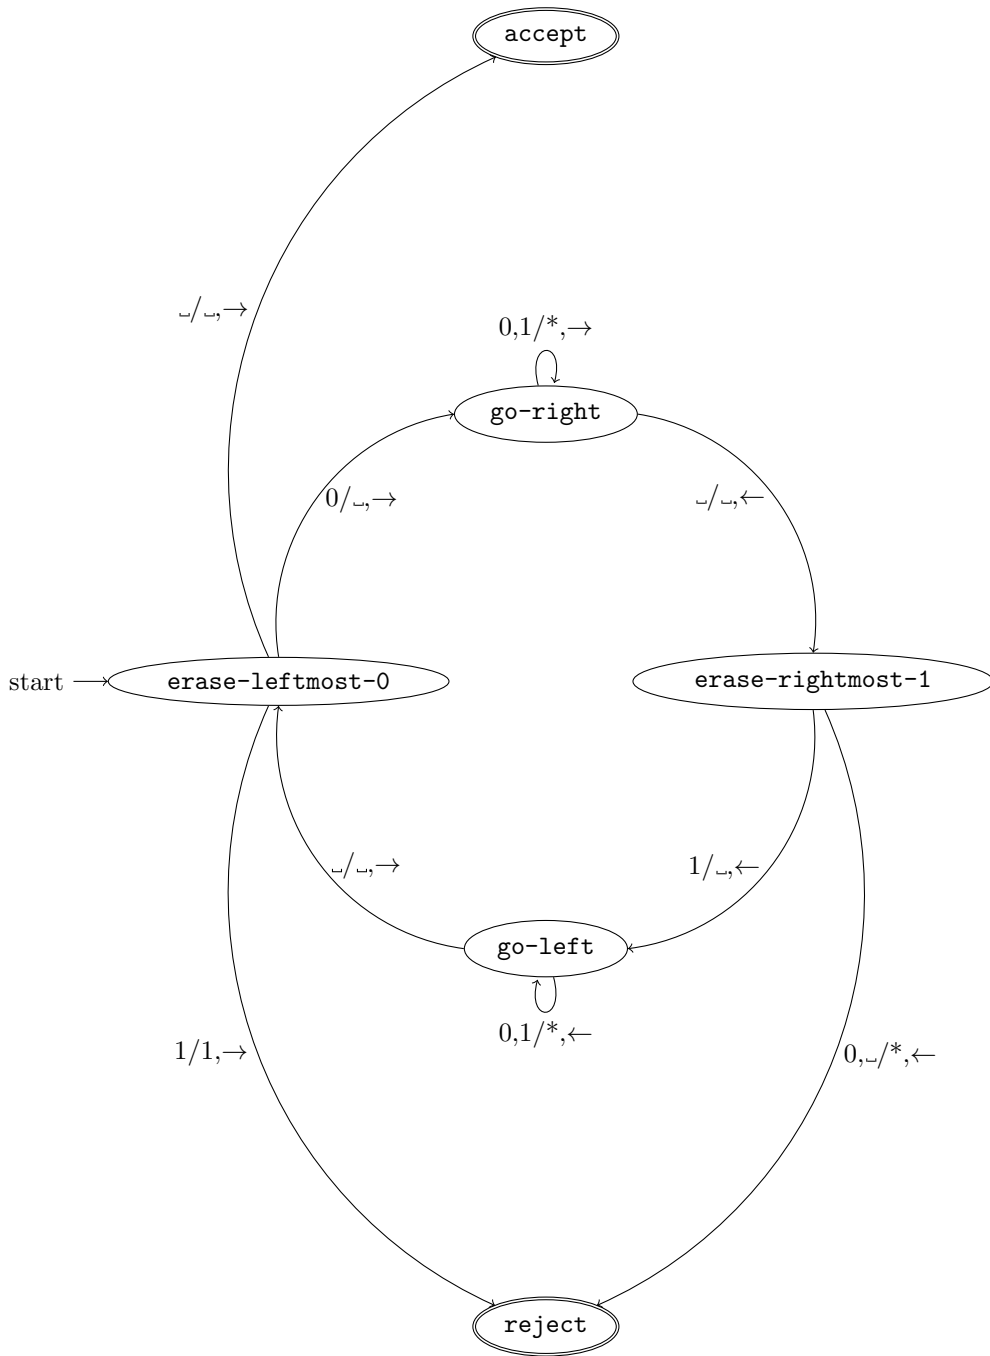 accept
␣/␣,→
0,1/*,→
go-right
0/␣,→
␣/␣,←
start
erase-leftmost-0
erase-rightmost-1
␣/␣,→
1/␣,←
go-left
0,1/*,←
1/1,→
0,␣/*,←
reject